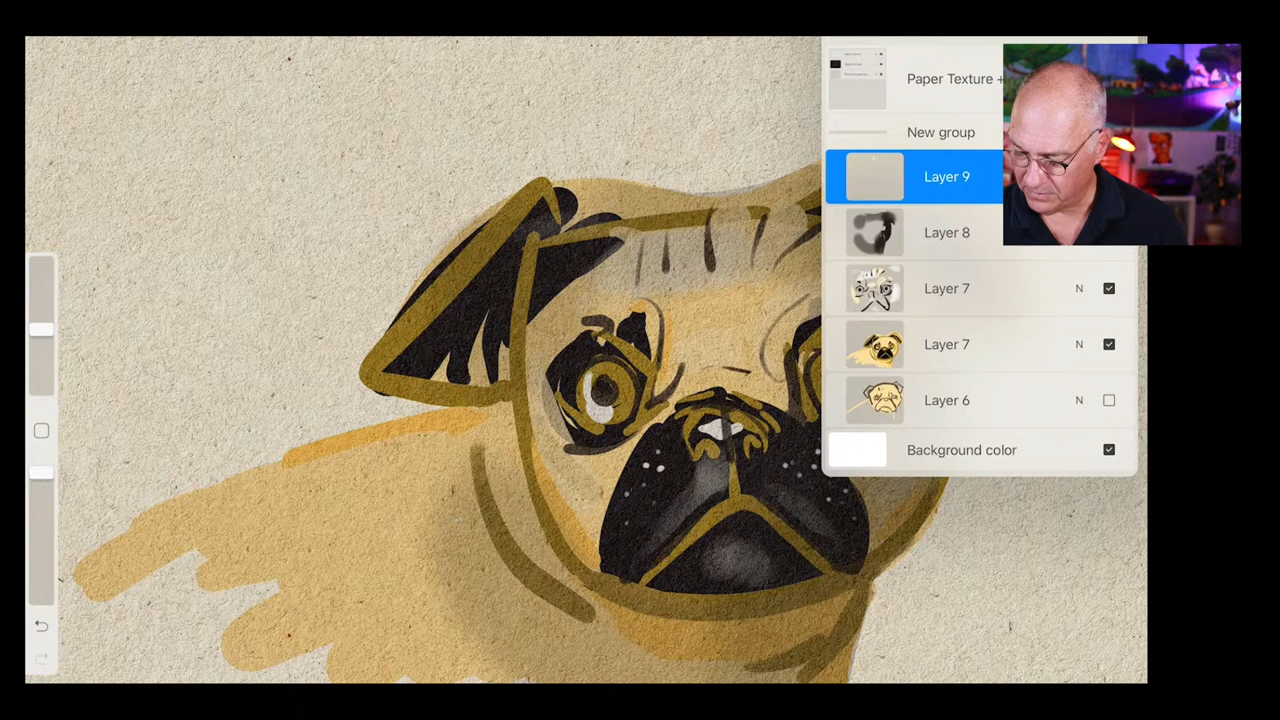 Paper Texture +
New group
Layer 9
Layer 8
Layer 7 N
Layer 7 N
Layer 6 N
Background color